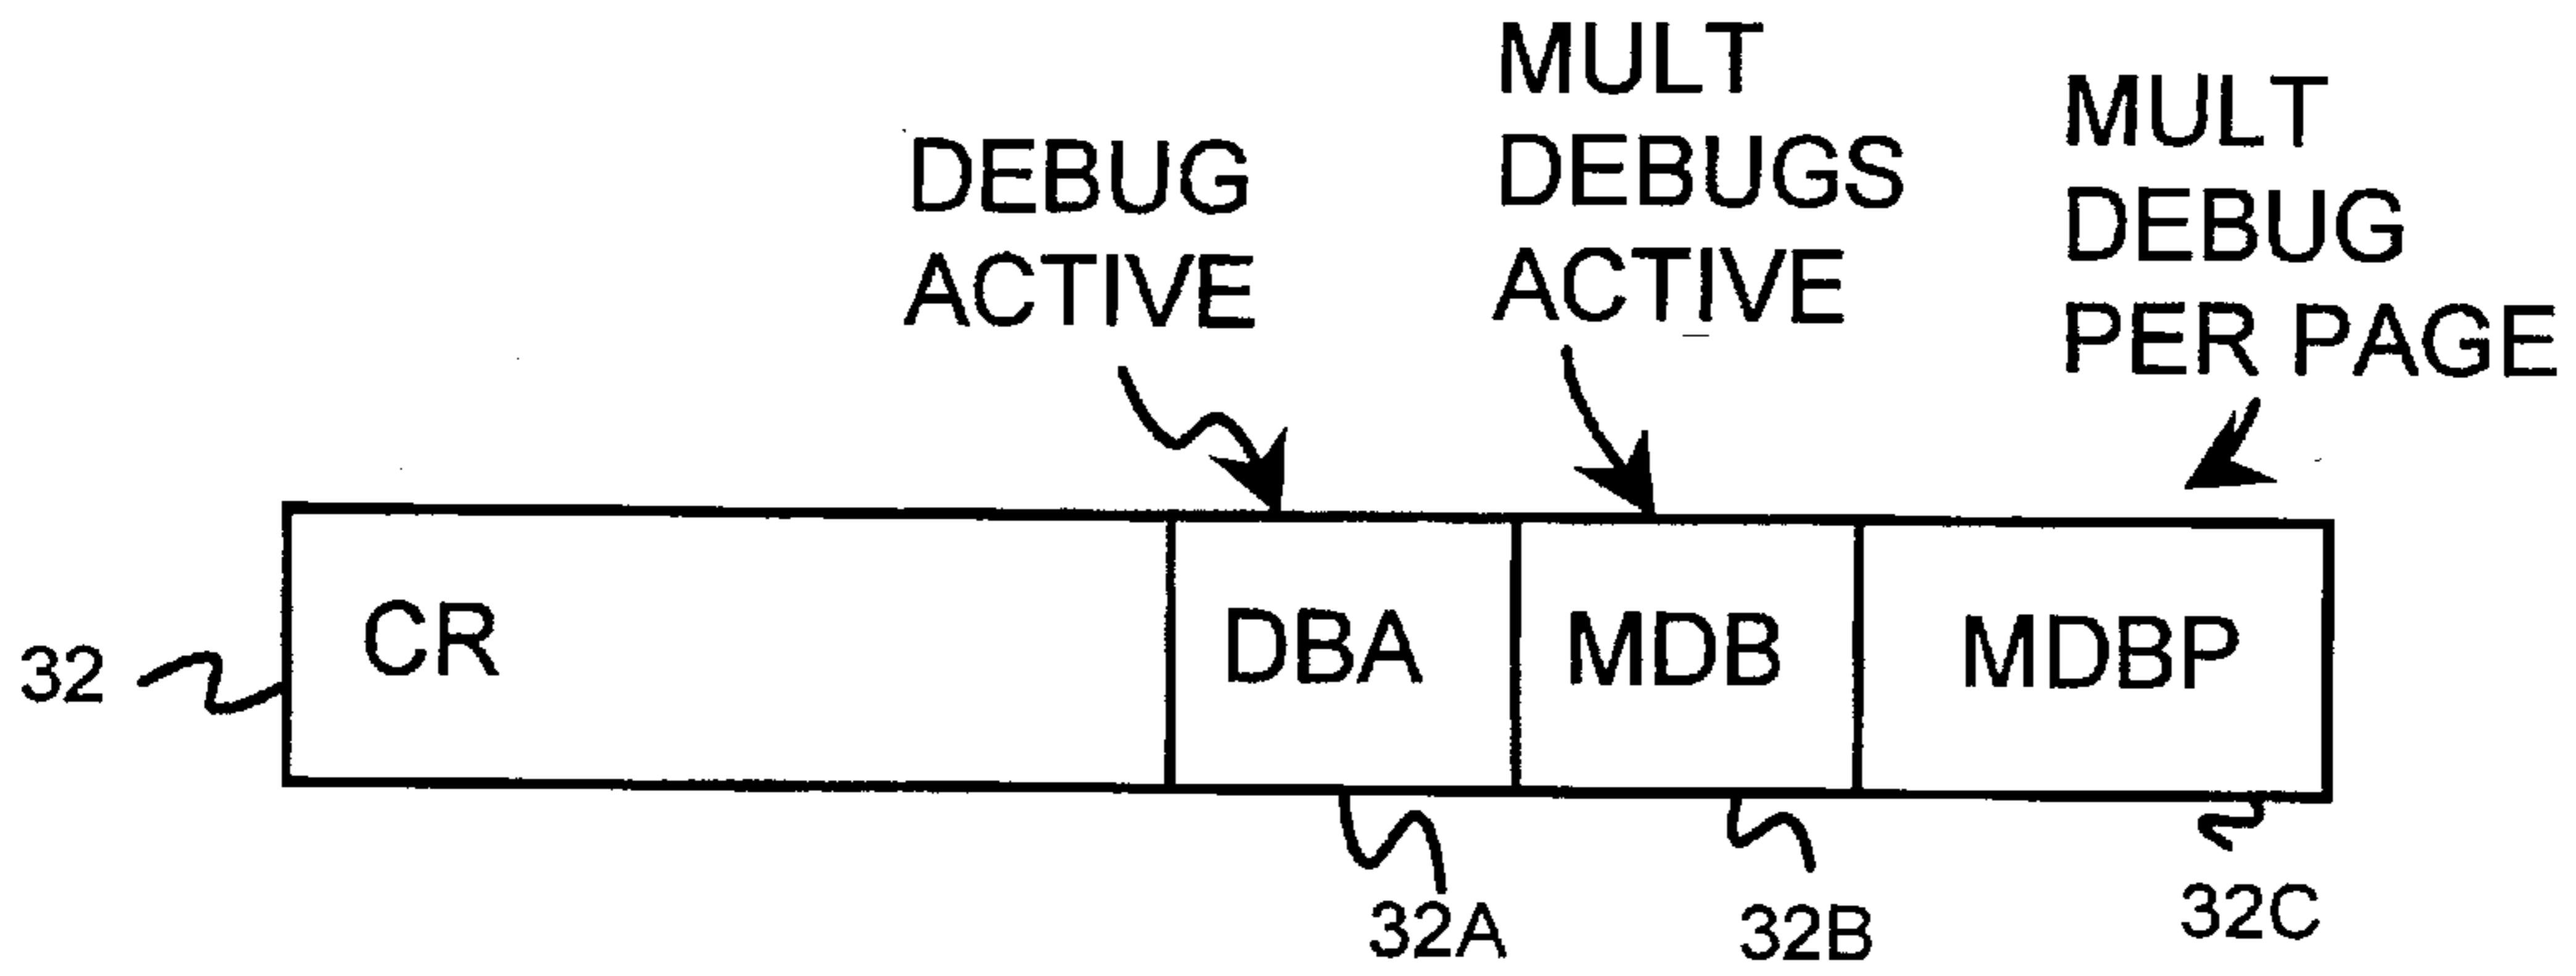 DEBUG
ACTIVE
MULT
DEBUGS
ACTIVE
MULT
DEBUG
PER PAGE
32
CR
DBA
MDB
MDBP
32A
32B
32C